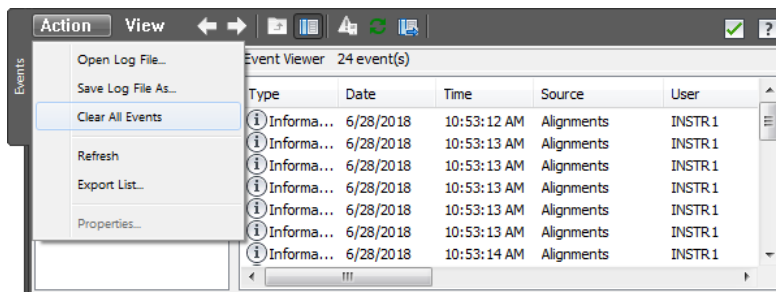 Action View
Events
Open Log File...
Save Log File As...
Clear All Events
Refresh
Export List...
Properties...
Event Viewer 24 event(s)
Type Date Time Source User
Informa... 6/28/2018 10:53:12 AM Alignments INSTR1
Informa... 6/28/2018 10:53:13 AM Alignments INSTR1
Informa... 6/28/2018 10:53:13 AM Alignments INSTR1
Informa... 6/28/2018 10:53:13 AM Alignments INSTR1
Informa... 6/28/2018 10:53:13 AM Alignments INSTR1
Informa... 6/28/2018 10:53:13 AM Alignments INSTR1
Informa... 6/28/2018 10:53:14 AM Alignments INSTR1